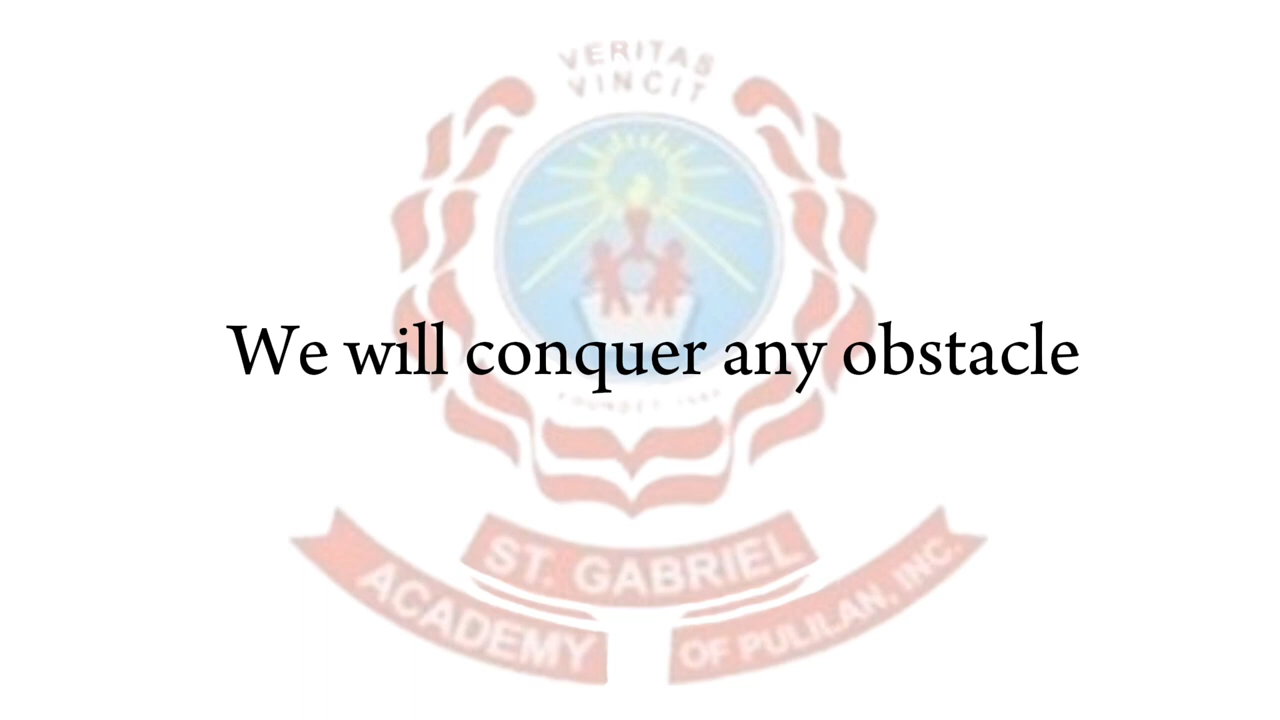 VERITAS
VINCIT
We will conquer any obstacle
ST. GABRIEL
ACADEMY
OF PULILAN, INC.